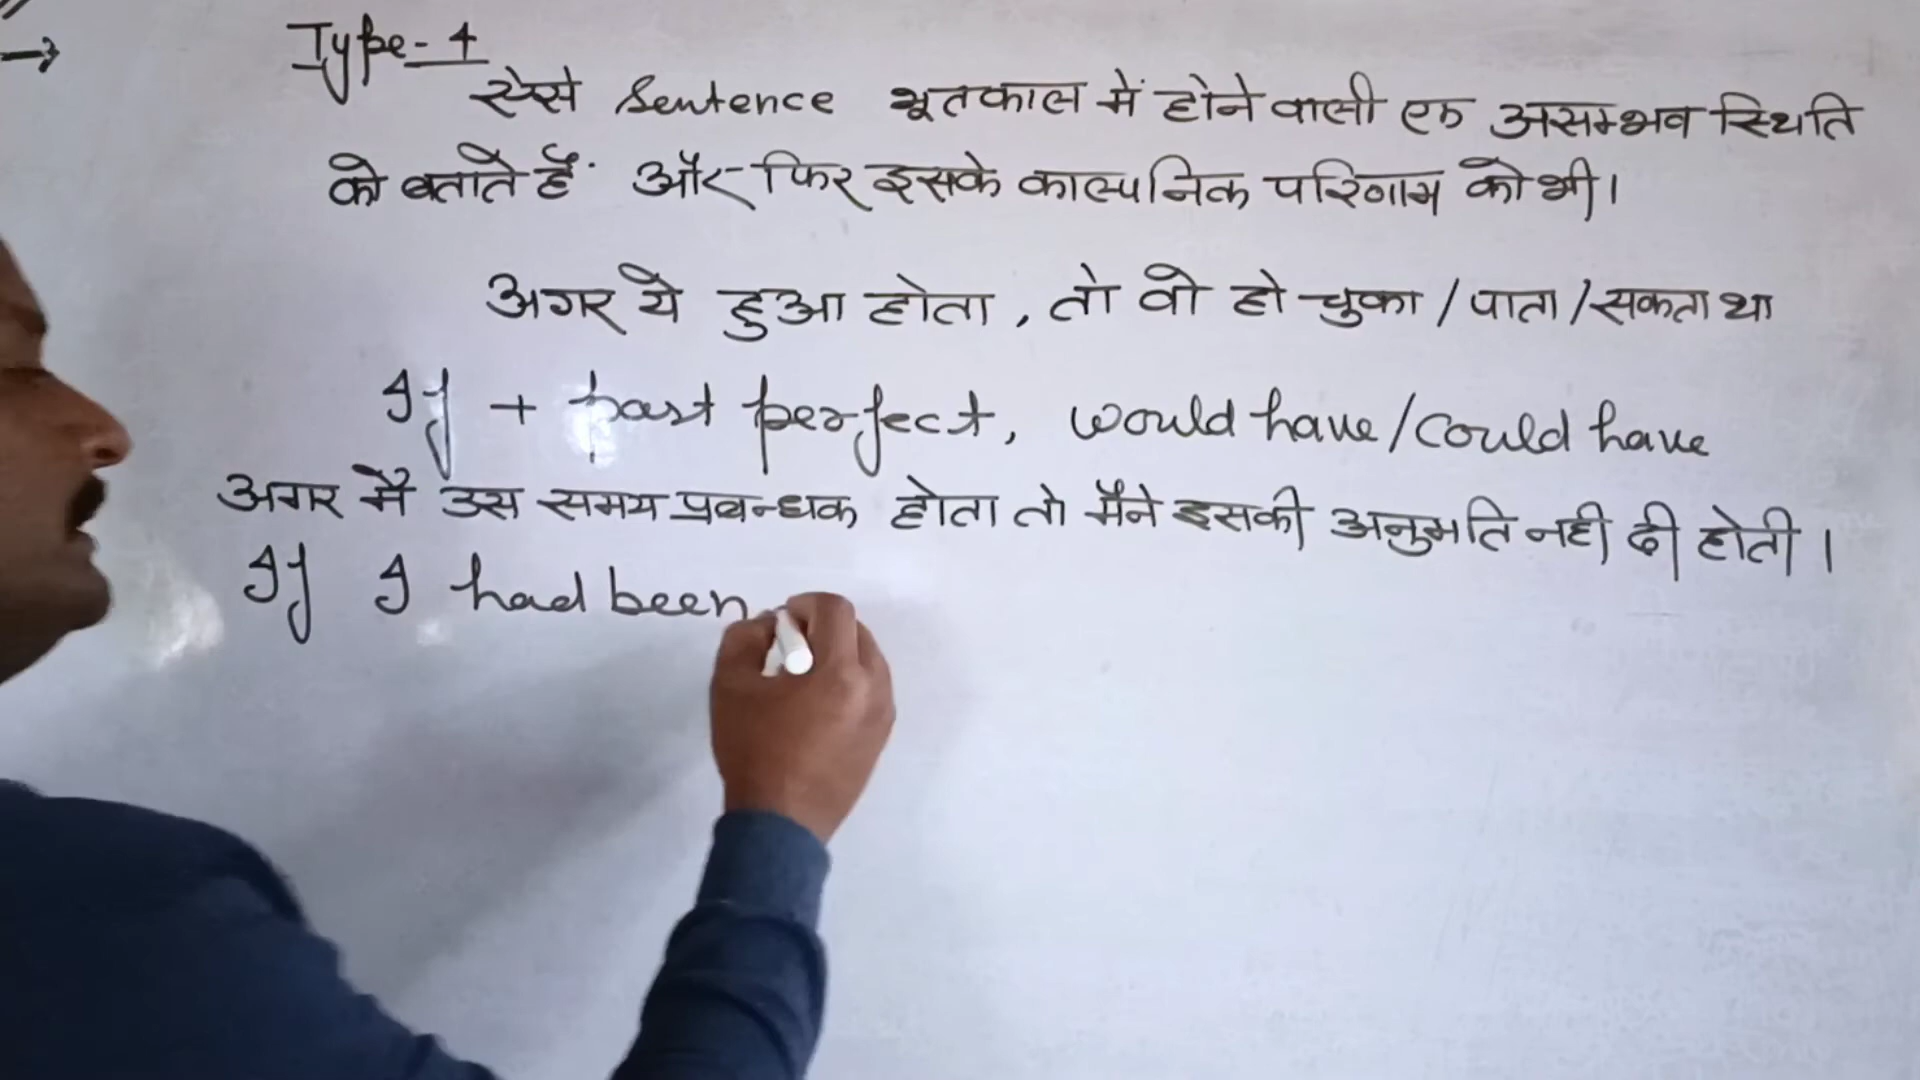 → Type-4
ऐसे Sentence भूतकाल में होने वाली एक असम्भव स्थिति
को बताते हैं और फिर इसके काल्पनिक परिणाम को भी।
अगर ये हुआ होता, तो वो हो चुका/पाता/सकता था
If + past perfect, would have/could have
अगर मैं उस समय प्रबन्धक होता तो मैंने इसकी अनुमति नही दी होती।
If I had been